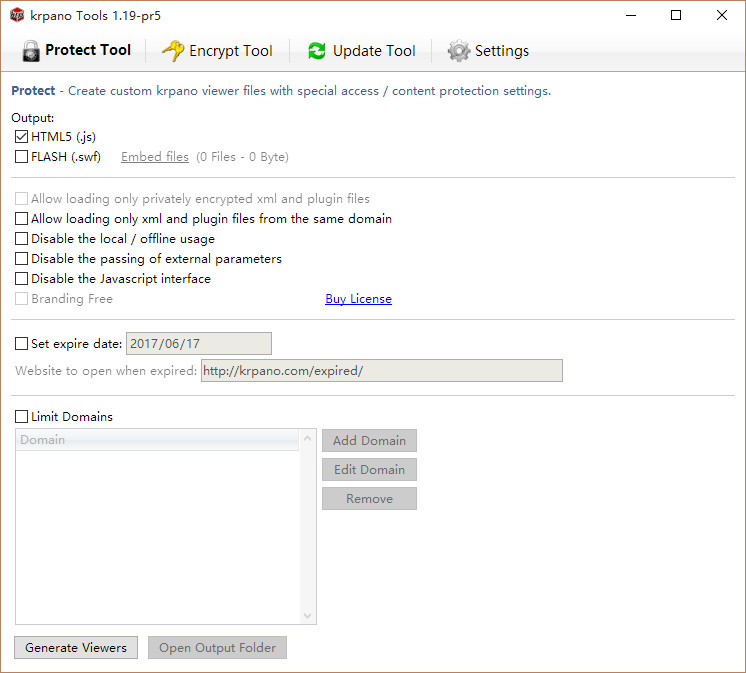 krpano Tools 1.19-pr5
Protect Tool Encrypt Tool Update Tool Settings
Protect - Create custom krpano viewer files with special access / content protection settings.
Output:
HTML5 (.js)
FLASH (.swf) Embed files (0 Files - 0 Byte)
Allow loading only privately encrypted xml and plugin files
Allow loading only xml and plugin files from the same domain
Disable the local / offline usage
Disable the passing of external parameters
Disable the Javascript interface
Branding Free Buy License
Set expire date: 2017/06/17
Website to open when expired: http://krpano.com/expired/
Limit Domains
Domain Add Domain
Edit Domain
Remove
Generate Viewers Open Output Folder